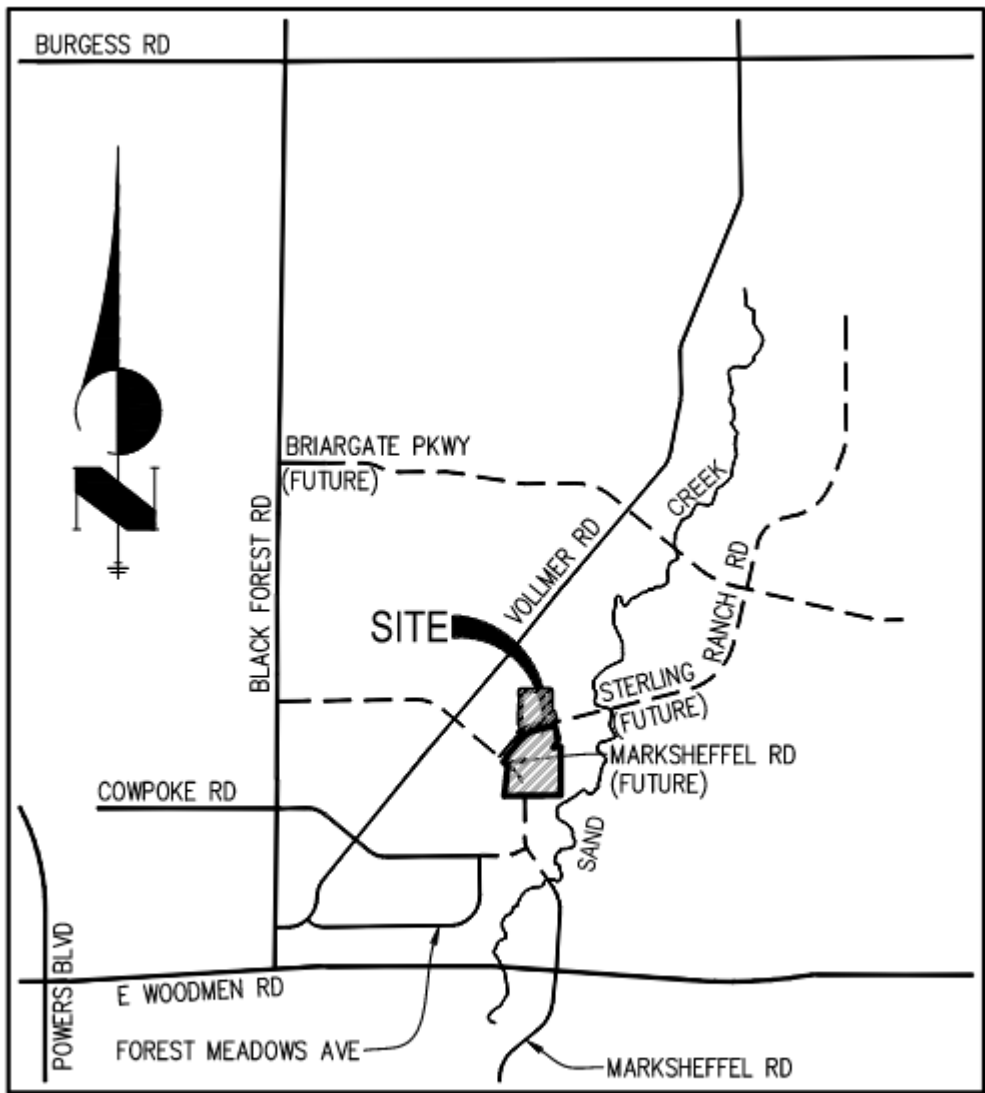 BURGESS RD
N
BRIARGATE PKWY
(FUTURE)
BLACK FOREST RD
VOLLMER RD
CREEK
RANCH RD
SITE
STERLING
(FUTURE)
MARKSHEFFEL RD
(FUTURE)
COWPOKE RD
SAND
POWERS BLVD
E WOODMEN RD
FOREST MEADOWS AVE
MARKSHEFFEL RD